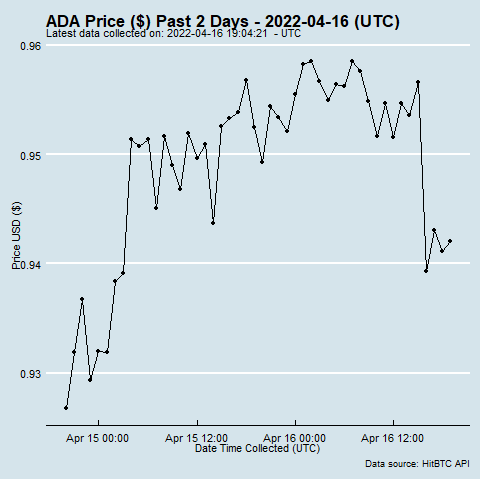 ADA Price ($) Past 2 Days - 2022-04-16 (UTC)
Latest data collected on: 2022-04-16 19:04:21  - UTC
0.96
0.95
0.94
0.93
Price USD ($)
Apr 15 00:00
Apr 15 12:00
Apr 16 00:00
Apr 16 12:00
Date Time Collected (UTC)
Data source: HitBTC API